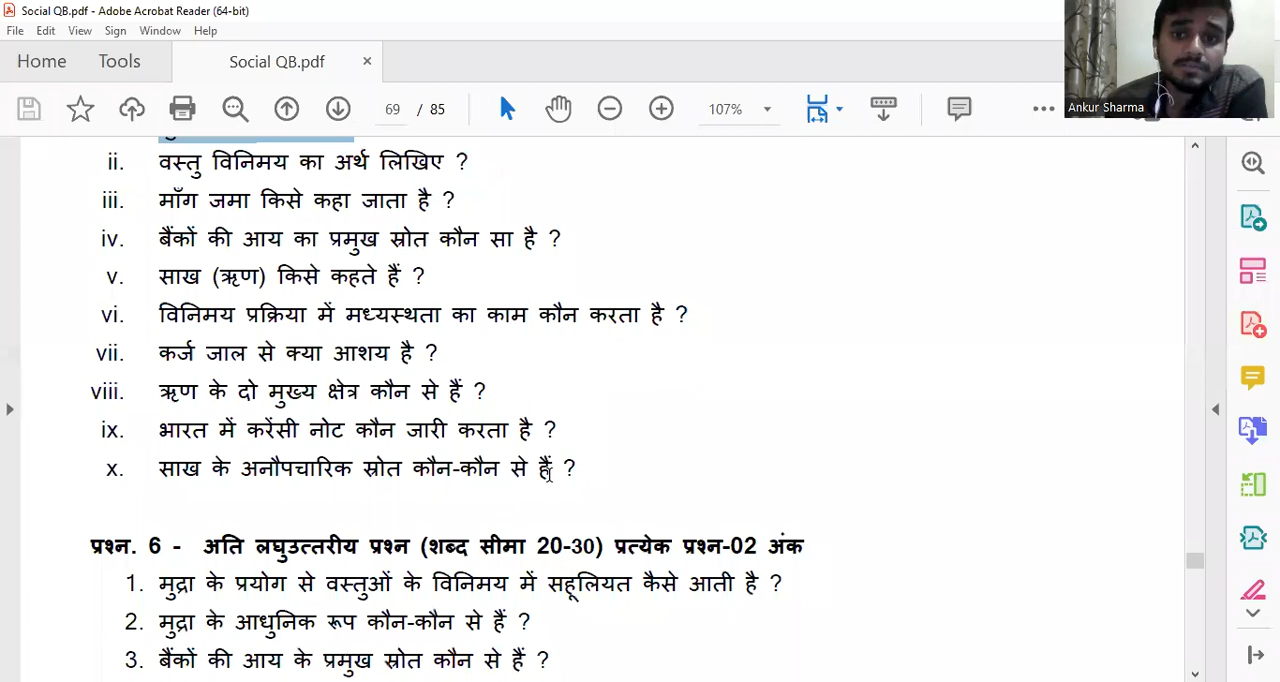 Social QB.pdf - Adobe Acrobat Reader (64-bit)
File Edit View Sign Window Help
Home Tools Social QB.pdf ×
69 / 85 107%
Ankur Sharma
ii. वस्तु विनिमय का अर्थ लिखिए ?
iii. माँग जमा किसे कहा जाता है ?
iv. बैंकों की आय का प्रमुख स्रोत कौन सा है ?
v. साख (ऋण) किसे कहते हैं ?
vi. विनिमय प्रक्रिया में मध्यस्थता का काम कौन करता है ?
vii. कर्ज जाल से क्या आशय है ?
viii. ऋण के दो मुख्य क्षेत्र कौन से हैं ?
ix. भारत में करेंसी नोट कौन जारी करता है ?
x. साख के अनौपचारिक स्रोत कौन-कौन से हैं ?
प्रश्न. 6 - अति लघुउत्तरीय प्रश्न (शब्द सीमा 20-30) प्रत्येक प्रश्न-02 अंक
1. मुद्रा के प्रयोग से वस्तुओं के विनिमय में सहूलियत कैसे आती है ?
2. मुद्रा के आधुनिक रूप कौन-कौन से हैं ?
3. बैंकों की आय के प्रमुख स्रोत कौन से हैं ?